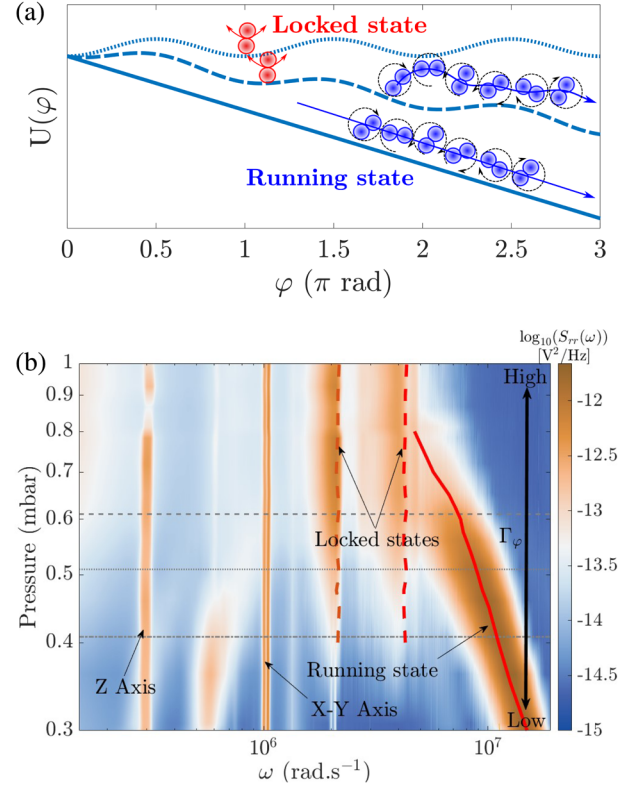 (a)
Locked state
Running state
U(φ)
0 0.5 1 1.5 2 2.5 3
φ (π rad)
(b)
log₁₀(Sᵣᵣ(ω))
[V²/Hz]
1
0.9
0.8
0.7
0.6
0.5
0.4
0.3
Pressure (mbar)
High
Locked states
Γφ
Running state
Z Axis
X-Y Axis
Low
-12
-12.5
-13
-13.5
-14
-14.5
-15
10⁶ 10⁷
ω (rad.s⁻¹)